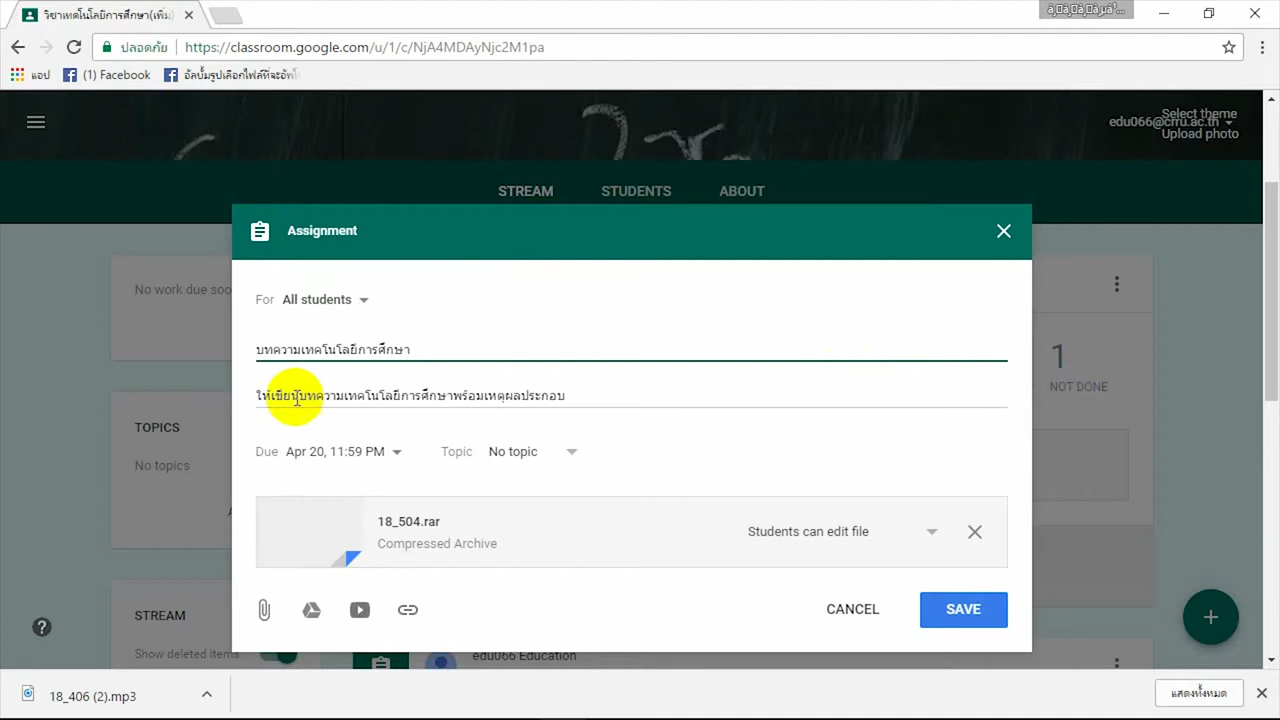 วิชาเทคโนโลยีการศึกษา(เพิ่ม
ปลอดภัย
https://classroom.google.com/u/1/c/NjA4MDAyNjc2M1pa
แอป
(1) Facebook
อัลบั้มรูปเลือกไฟล์ที่จะอัพโ
Select theme
edu066@crru.ac.th
Upload photo
STREAM
STUDENTS
ABOUT
Assignment
No work due soo
For All students
1
NOT DONE
บทความเทคโนโลยีการศึกษา
ให้เขียนบทความเทคโนโลยีการศึกษาพร้อมเหตุผลประกอบ
TOPICS
No topics
Due Apr 20, 11:59 PM
Topic No topic
18_504.rar
Compressed Archive
Students can edit file
CANCEL
SAVE
STREAM
Show deleted items
edu066 Education
18_406 (2).mp3
แสดงทั้งหมด